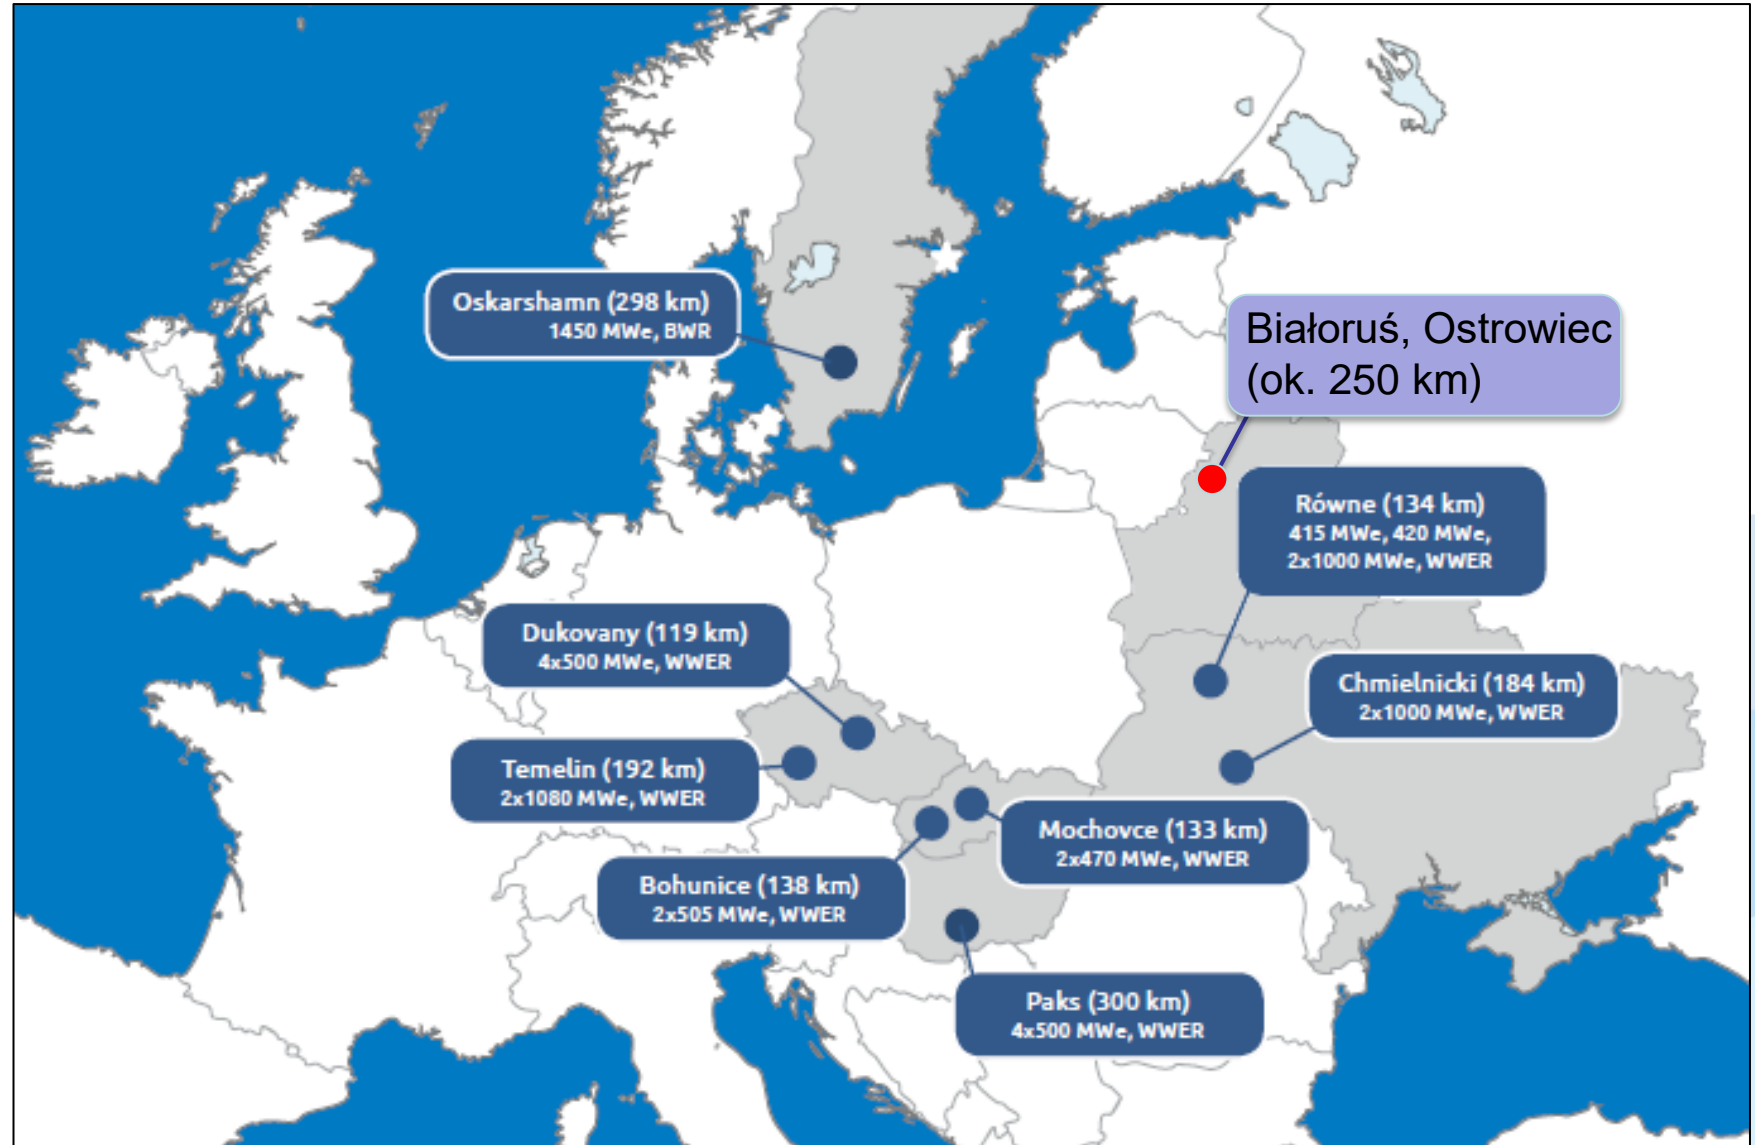 Oskarshamn (298 km)
1450 MWe, BWR
Białoruś, Ostrowiec
(ok. 250 km)
Równe (134 km)
415 MWe, 420 MWe,
2x1000 MWe, WWER
Dukovany (119 km)
4x500 MWe, WWER
Chmielnicki (184 km)
2x1000 MWe, WWER
Temelin (192 km)
2x1080 MWe, WWER
Mochovce (133 km)
2x470 MWe, WWER
Bohunice (138 km)
2x505 MWe, WWER
Paks (300 km)
4x500 MWe, WWER